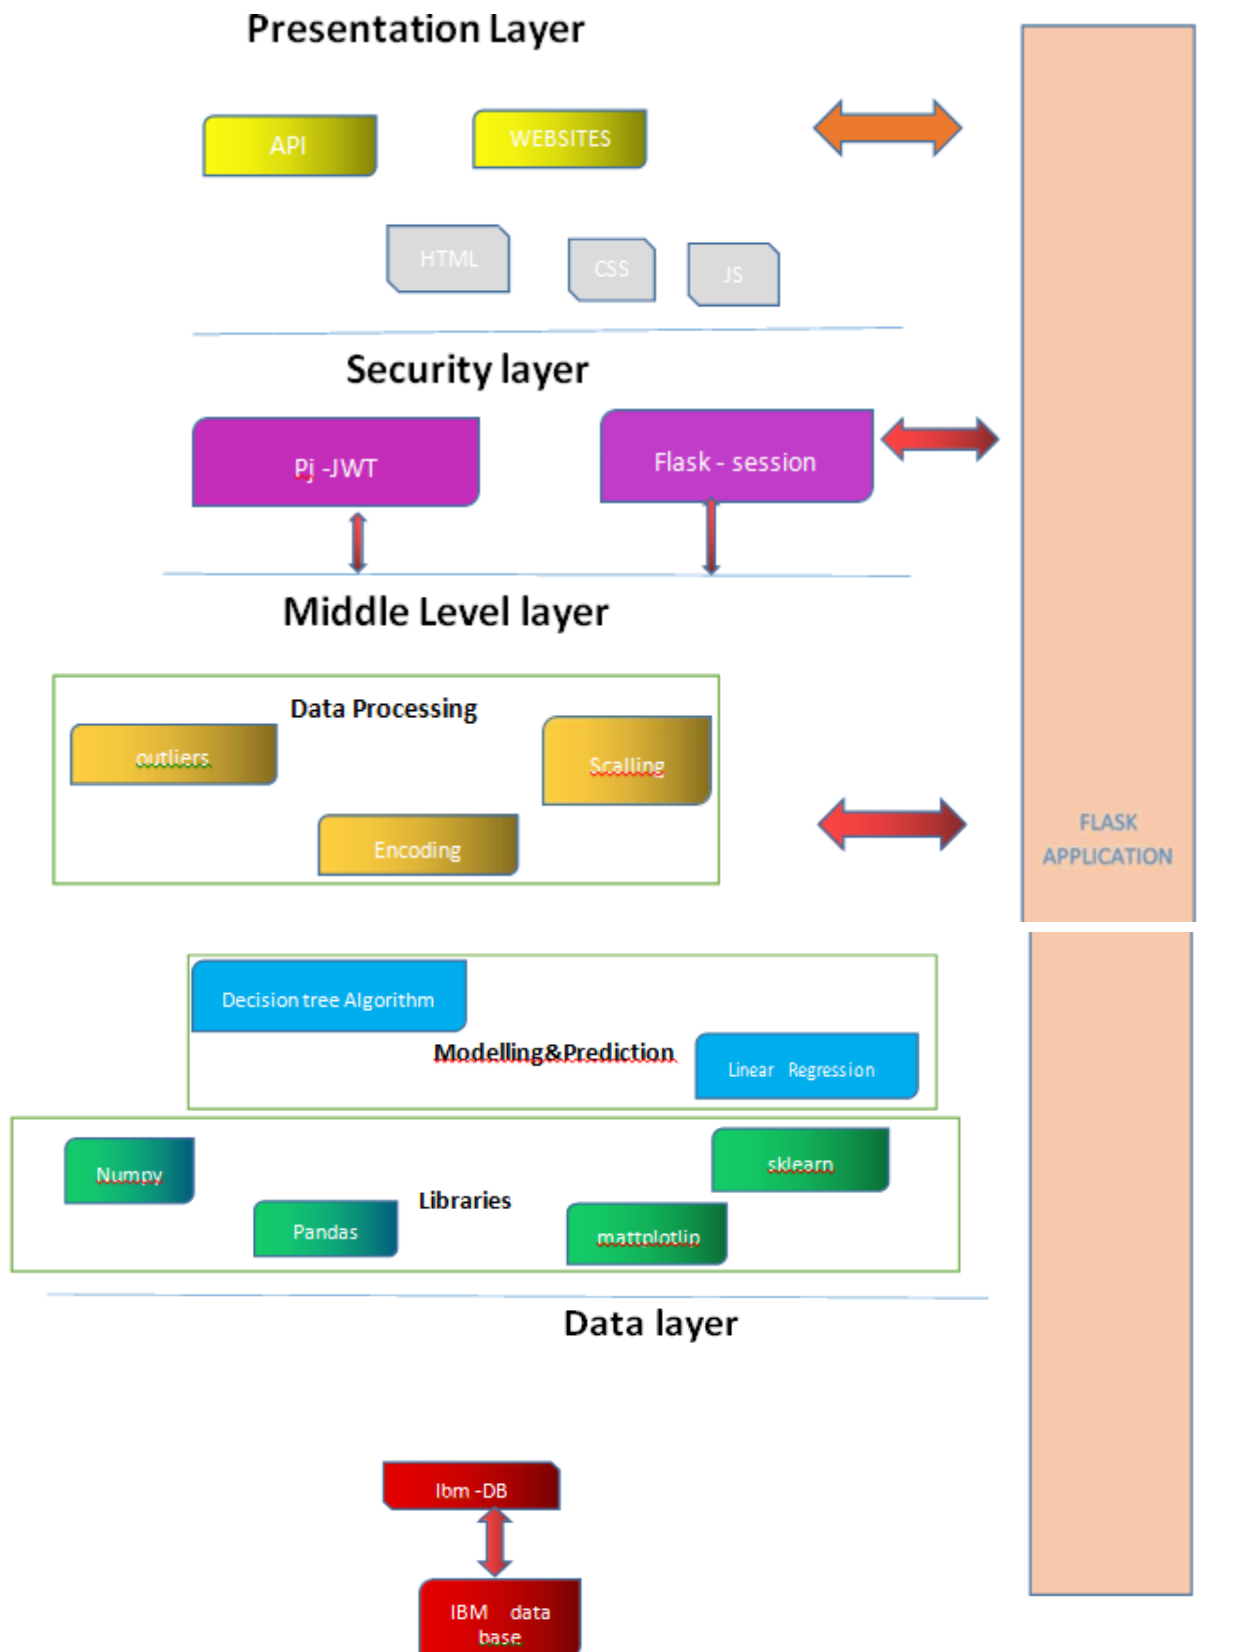 Presentation Layer
API
WEBSITES
HTML
CSS
JS
Security layer
Pj -JWT
Flask - session
Middle Level layer
Data Processing
outliers
Scalling
Encoding
FLASK
APPLICATION
Decision tree Algorithm
Modelling&Prediction
Linear Regression
Numpy
sklearn
Libraries
Pandas
mattplotlip
Data layer
Ibm -DB
IBM data
base